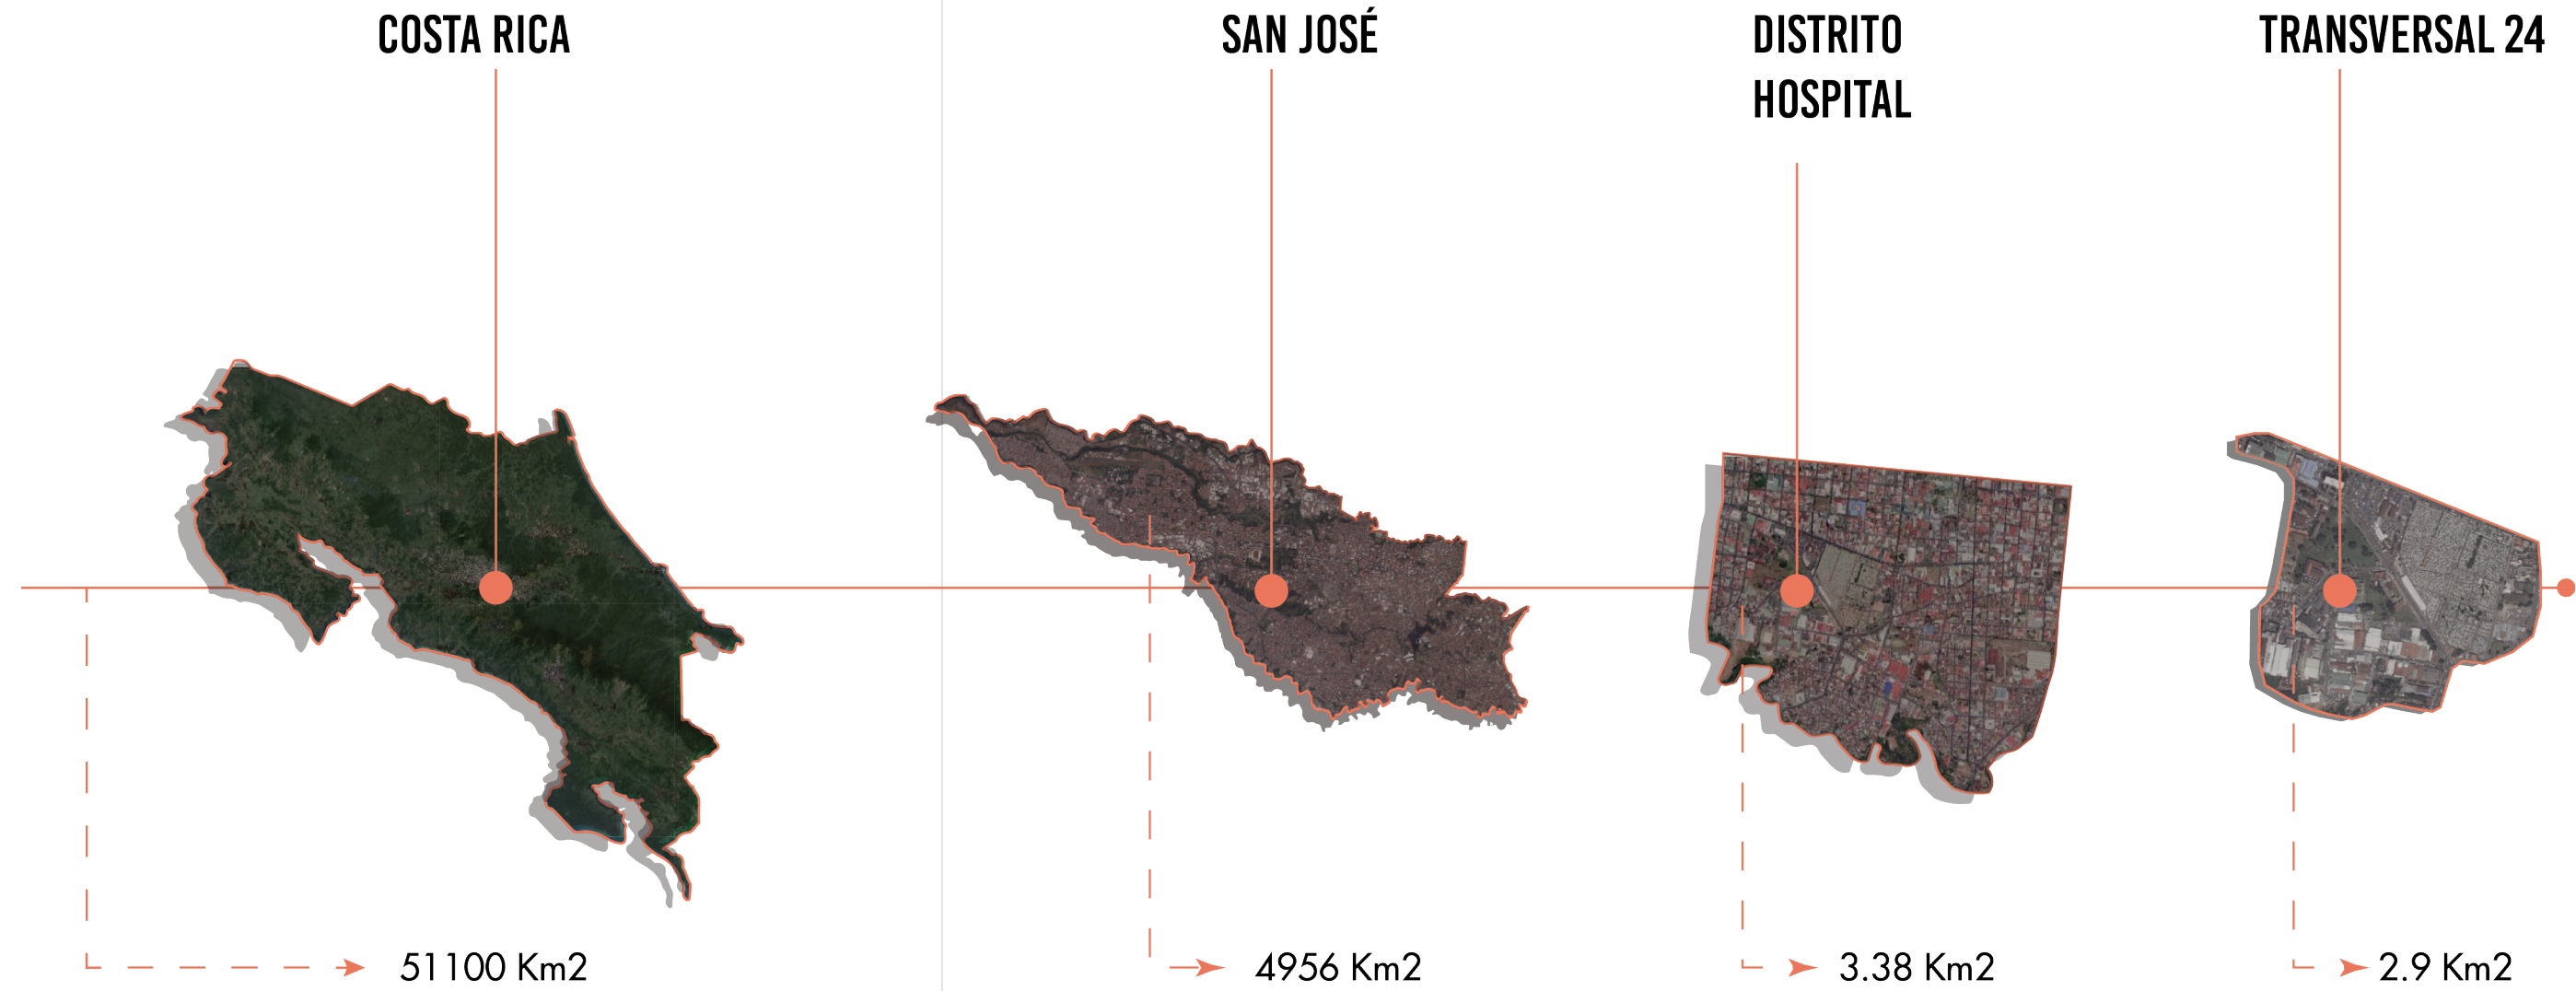 COSTA RICA
SAN JOSÉ
DISTRITO
HOSPITAL
TRANSVERSAL 24
51100 Km2
4956 Km2
3.38 Km2
2.9 Km2